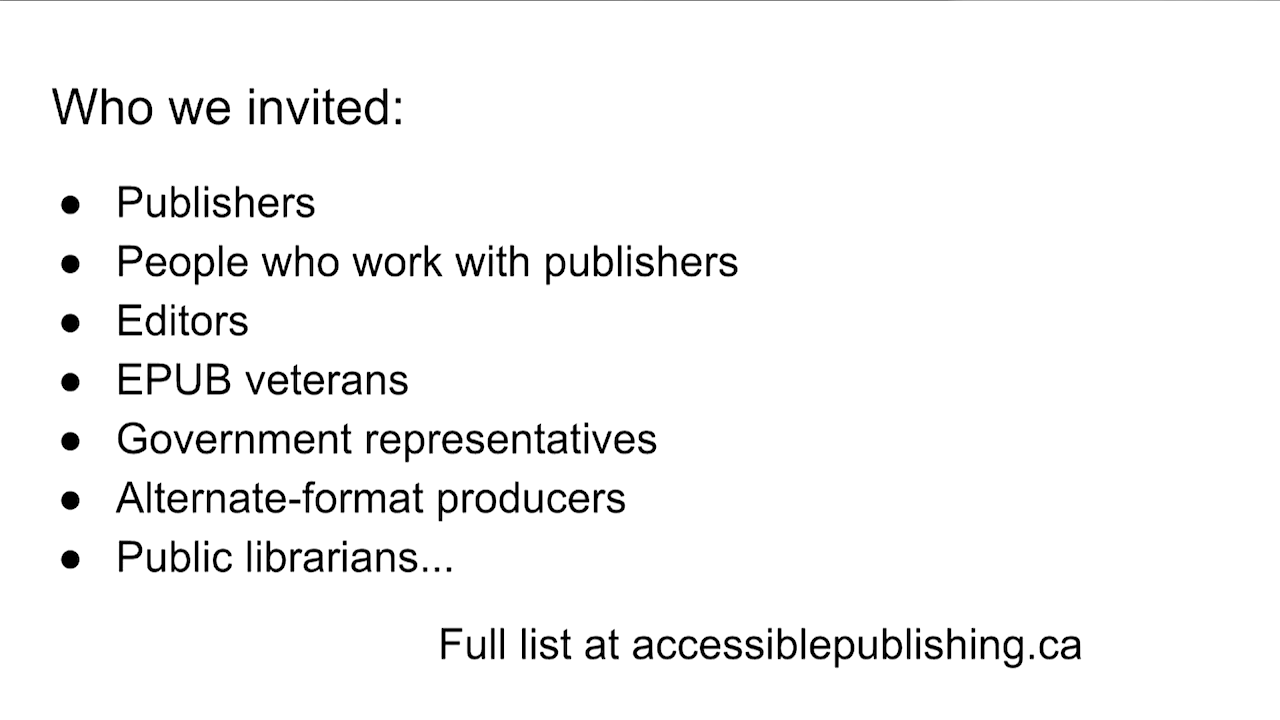 Who we invited:
● Publishers
● People who work with publishers
● Editors
● EPUB veterans
● Government representatives
● Alternate-format producers
● Public librarians...
Full list at accessiblepublishing.ca